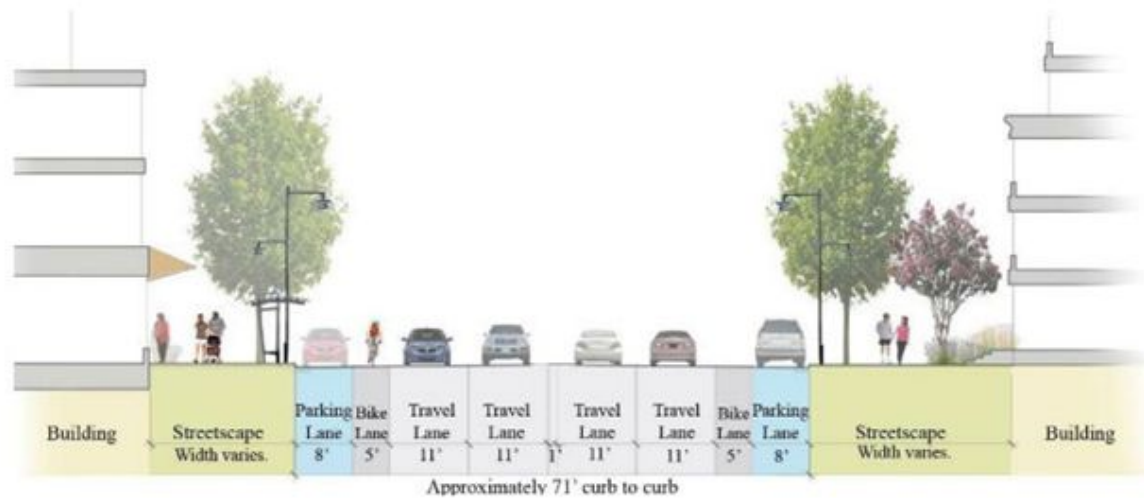 Building
Streetscape
Width varies.
Parking
Lane
8'
Bike
Lane
5'
Travel
Lane
11'
Travel
Lane
11'
1'
Travel
Lane
11'
Travel
Lane
11'
Bike
Lane
5'
Parking
Lane
8'
Streetscape
Width varies.
Building
Approximately 71' curb to curb